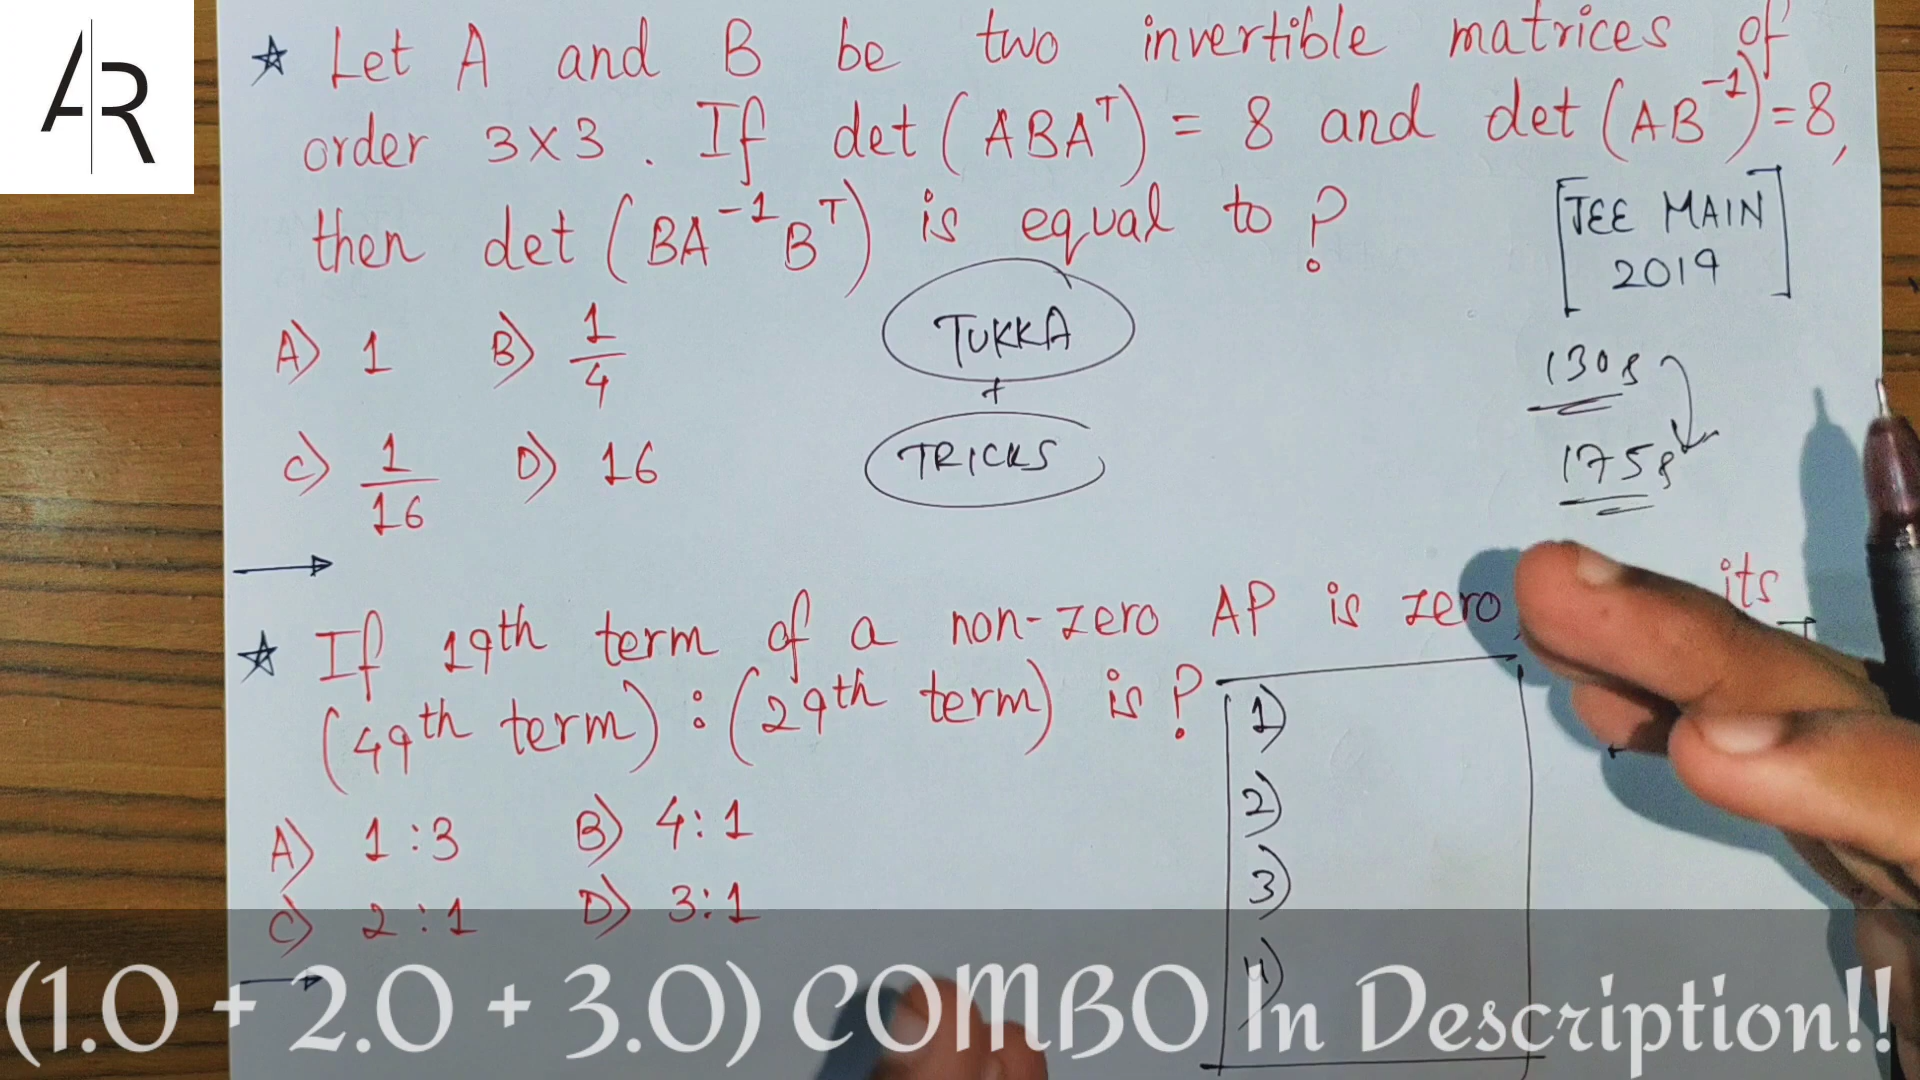 AR
☆ Let A and B be two invertible matrices of
order 3×3. If det (ABAᵀ) = 8 and det (AB⁻¹) = 8,
then det (BA⁻¹Bᵀ) is equal to?
[JEE MAIN
2019]
A) 1 B) 1/4
C) 1/16 D) 16
TUKKA
+
TRICKS
130s
175s
☆ If 19th term of a non-zero AP is zero, its
(49th term) : (29th term) is?
A) 1:3 B) 4:1
C) 2:1 D) 3:1
1)
2)
3)
4)
(1.0 + 2.0 + 3.0) COMBO In Description!!